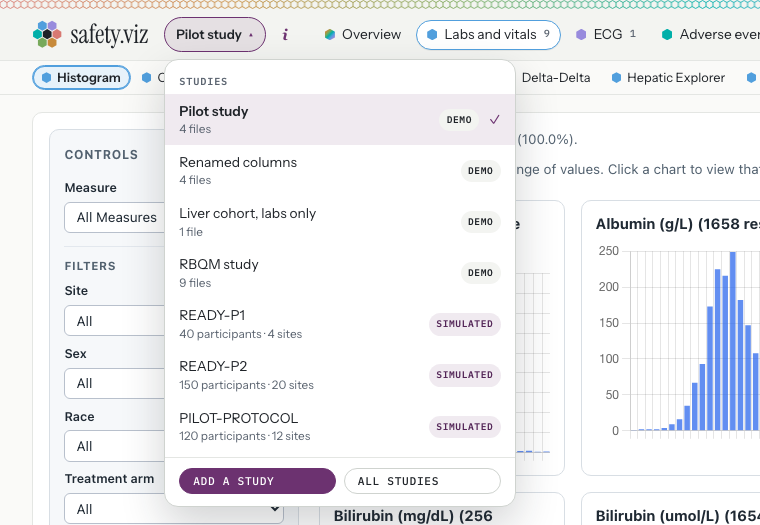 safety.viz
Pilot study
i
Overview
Labs and vitals 9
ECG 1
Adverse ever
Histogram
C
Delta-Delta
Hepatic Explorer
STUDIES
Pilot study
4 files
DEMO
Renamed columns
4 files
DEMO
Liver cohort, labs only
1 file
DEMO
RBQM study
9 files
DEMO
READY-P1
40 participants · 4 sites
SIMULATED
READY-P2
150 participants · 20 sites
SIMULATED
PILOT-PROTOCOL
120 participants · 12 sites
SIMULATED
ADD A STUDY
ALL STUDIES
CONTROLS
Measure
All Measures
FILTERS
Site
All
Sex
All
Race
All
Treatment arm
All
(100.0%).
nge of values. Click a chart to view that
e
Albumin (g/L) (1658 res
250
200
150
100
50
0
Bilirubin (mg/dL) (256
Bilirubin (umol/L) (1654